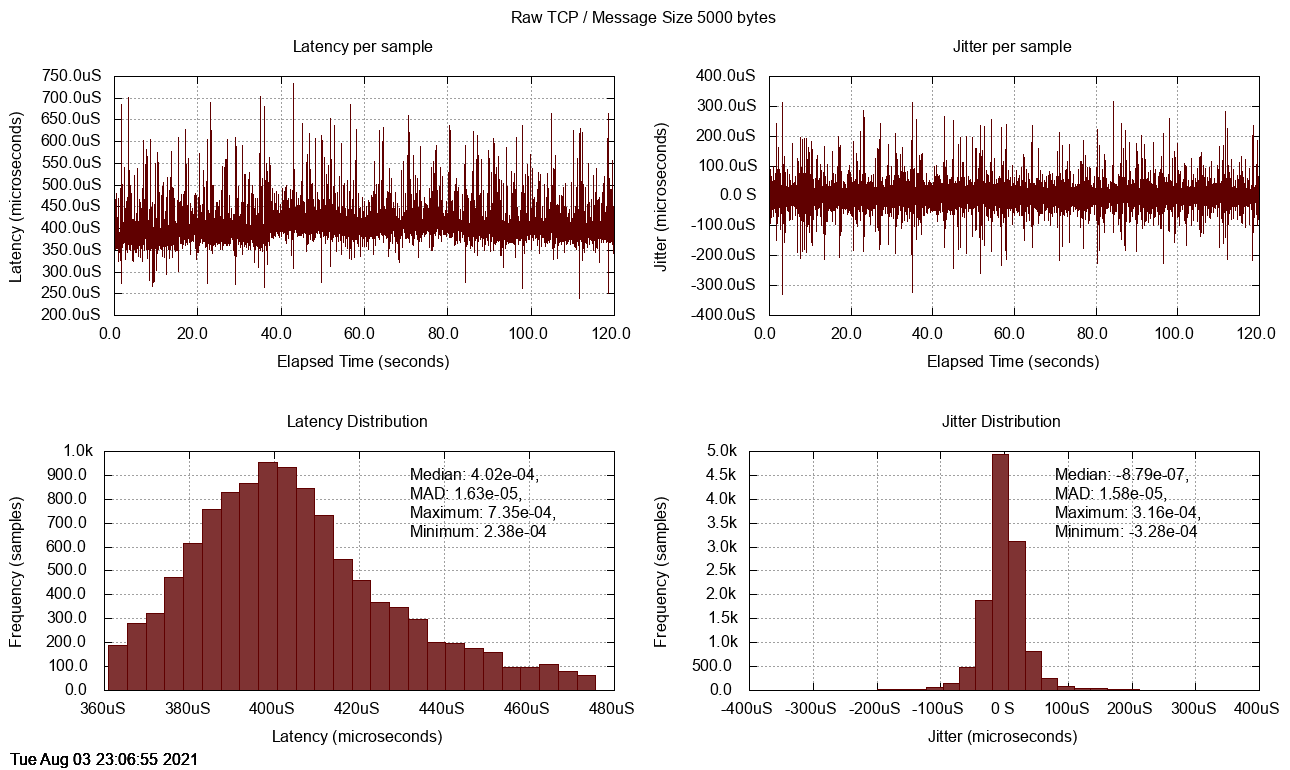 Raw TCP / Message Size 5000 bytes
Latency per sample
750.0uS
700.0uS
650.0uS
600.0uS
550.0uS
500.0uS
450.0uS
400.0uS
350.0uS
300.0uS
250.0uS
200.0uS
Latency (microseconds)
0.0 20.0 40.0 60.0 80.0 100.0 120.0
Elapsed Time (seconds)
Jitter per sample
400.0uS
300.0uS
200.0uS
100.0uS
0.0 S
-100.0uS
-200.0uS
-300.0uS
-400.0uS
Jitter (microseconds)
0.0 20.0 40.0 60.0 80.0 100.0 120.0
Elapsed Time (seconds)
Latency Distribution
1.0k
900.0
800.0
700.0
600.0
500.0
400.0
300.0
200.0
100.0
0.0
Frequency (samples)
Median: 4.02e-04,
MAD: 1.63e-05,
Maximum: 7.35e-04,
Minimum: 2.38e-04
360uS 380uS 400uS 420uS 440uS 460uS 480uS
Latency (microseconds)
Jitter Distribution
5.0k
4.5k
4.0k
3.5k
3.0k
2.5k
2.0k
1.5k
1.0k
500.0
0.0
Frequency (samples)
Median: -8.79e-07,
MAD: 1.58e-05,
Maximum: 3.16e-04,
Minimum: -3.28e-04
-400uS -300uS -200uS -100uS 0 S 100uS 200uS 300uS 400uS
Jitter (microseconds)
Tue Aug 03 23:06:55 2021